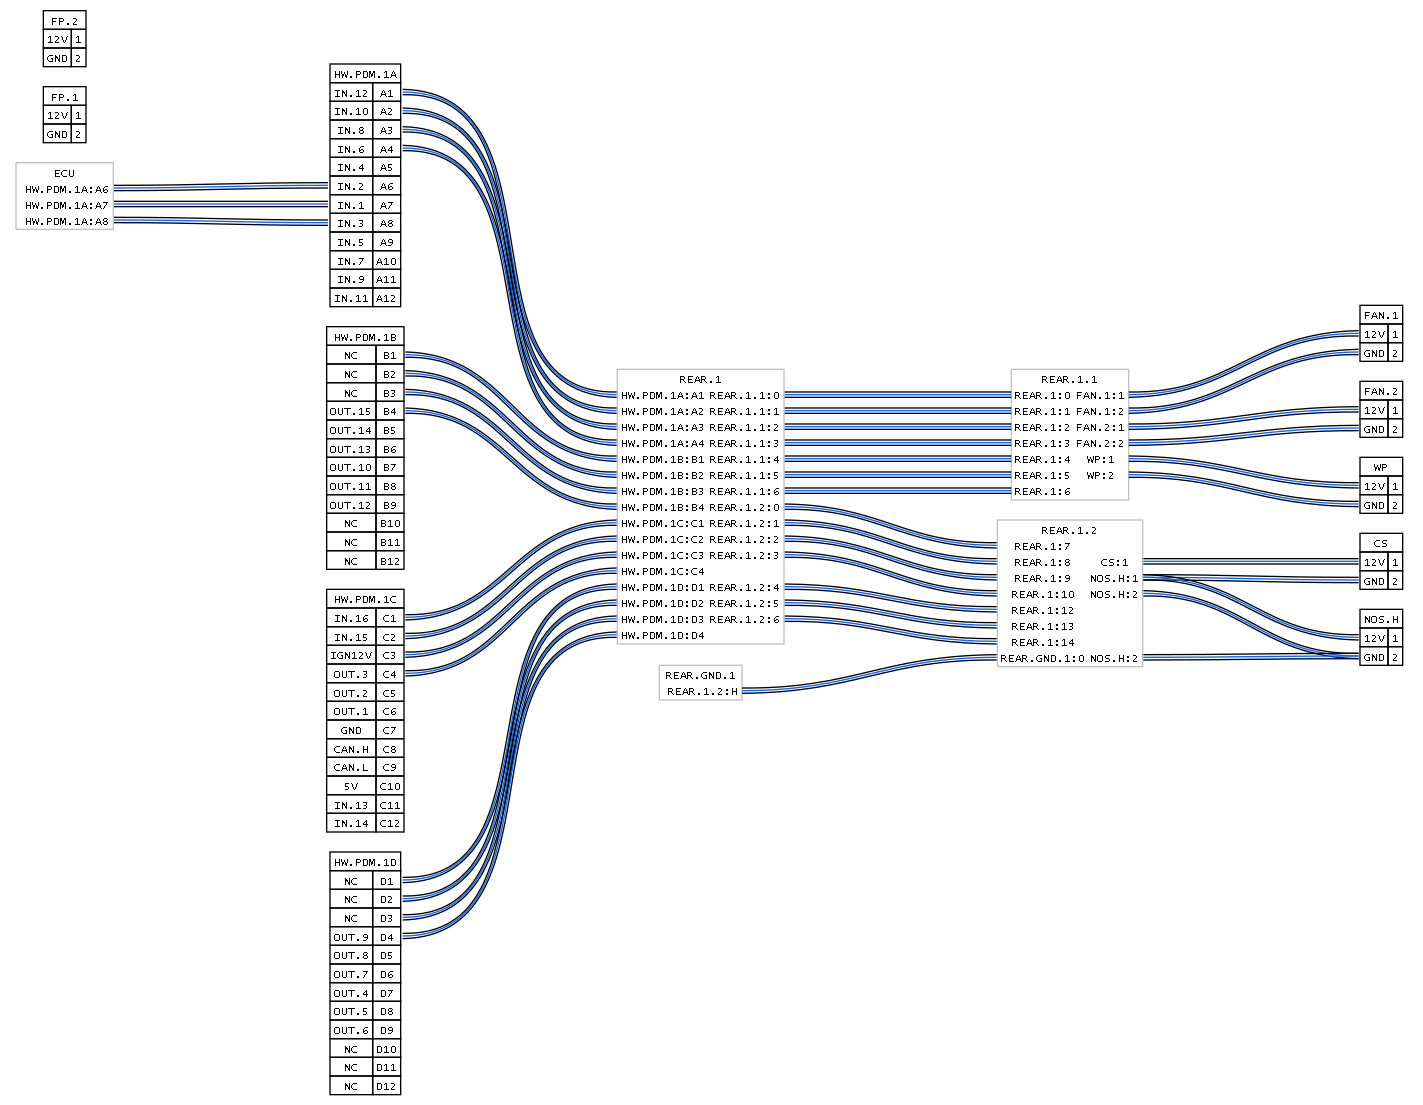 FP.2
12V 1
GND 2
FP.1
12V 1
GND 2
ECU
HW.PDM.1A:A6
HW.PDM.1A:A7
HW.PDM.1A:A8
HW.PDM.1A
IN.12 A1
IN.10 A2
IN.8 A3
IN.6 A4
IN.4 A5
IN.2 A6
IN.1 A7
IN.3 A8
IN.5 A9
IN.7 A10
IN.9 A11
IN.11 A12
HW.PDM.1B
NC B1
NC B2
NC B3
OUT.15 B4
OUT.14 B5
OUT.13 B6
OUT.10 B7
OUT.11 B8
OUT.12 B9
NC B10
NC B11
NC B12
HW.PDM.1C
IN.16 C1
IN.15 C2
IGN12V C3
OUT.3 C4
OUT.2 C5
OUT.1 C6
GND C7
CAN.H C8
CAN.L C9
5V C10
IN.13 C11
IN.14 C12
HW.PDM.1D
NC D1
NC D2
NC D3
OUT.9 D4
OUT.8 D5
OUT.7 D6
OUT.4 D7
OUT.5 D8
OUT.6 D9
NC D10
NC D11
NC D12
REAR.1
HW.PDM.1A:A1 REAR.1.1:0
HW.PDM.1A:A2 REAR.1.1:1
HW.PDM.1A:A3 REAR.1.1:2
HW.PDM.1A:A4 REAR.1.1:3
HW.PDM.1B:B1 REAR.1.1:4
HW.PDM.1B:B2 REAR.1.1:5
HW.PDM.1B:B3 REAR.1.1:6
HW.PDM.1B:B4 REAR.1.2:0
HW.PDM.1C:C1 REAR.1.2:1
HW.PDM.1C:C2 REAR.1.2:2
HW.PDM.1C:C3 REAR.1.2:3
HW.PDM.1C:C4
HW.PDM.1D:D1 REAR.1.2:4
HW.PDM.1D:D2 REAR.1.2:5
HW.PDM.1D:D3 REAR.1.2:6
HW.PDM.1D:D4
REAR.GND.1
REAR.1.2:H
REAR.1.1
REAR.1:0 FAN.1:1
REAR.1:1 FAN.1:2
REAR.1:2 FAN.2:1
REAR.1:3 FAN.2:2
REAR.1:4 WP:1
REAR.1:5 WP:2
REAR.1:6
REAR.1.2
REAR.1:7
REAR.1:8 CS:1
REAR.1:9 NOS.H:1
REAR.1:10 NOS.H:2
REAR.1:12
REAR.1:13
REAR.1:14
REAR.GND.1:0 NOS.H:2
FAN.1
12V 1
GND 2
FAN.2
12V 1
GND 2
WP
12V 1
GND 2
CS
12V 1
GND 2
NOS.H
12V 1
GND 2